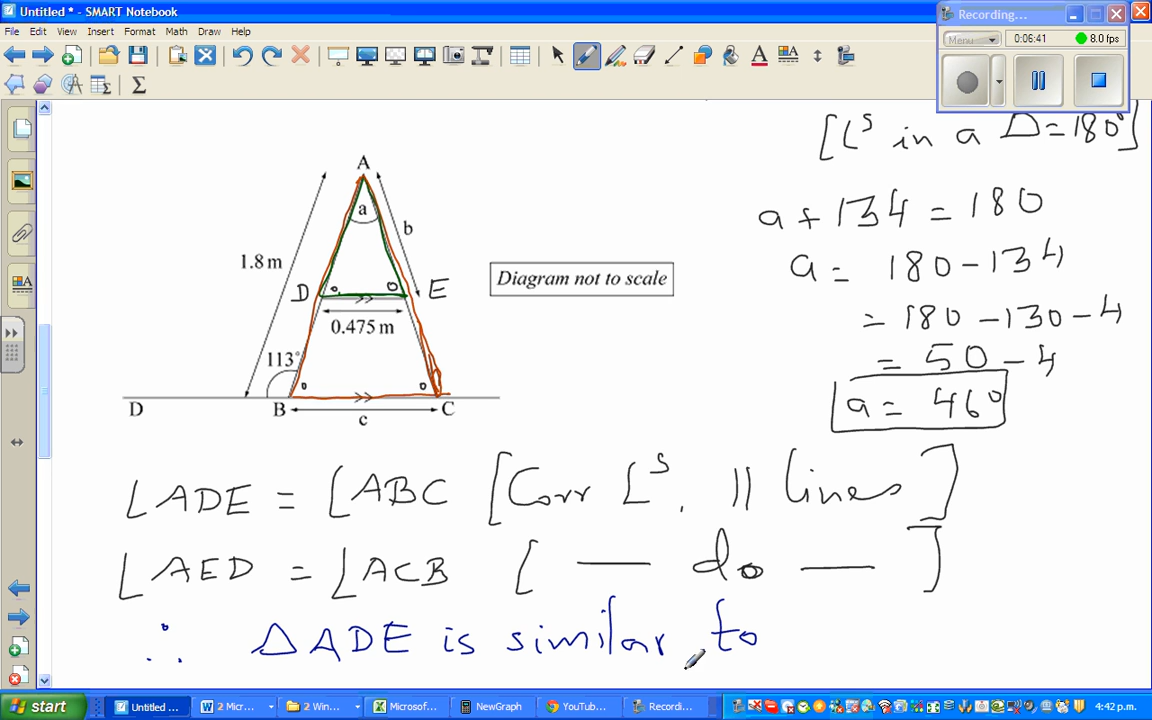 Untitled * - SMART Notebook
Recording...
File Edit View Insert Format Math Draw Help
Menu 0:06:41 8.0 fps
[∠s in a Δ=180°]
A
a
b
1.8 m
D E
0.475 m
113°
D B C
c
Diagram not to scale
a + 134 = 180
a = 180-134
= 180 -130 - 4
= 50 - 4
a = 46°
∠ADE = ∠ABC [Corr ∠s, || lines]
∠AED = ∠ACB [ — do — ]
∴ ΔADE is similar to
start Untitled ... 2 Micr... 2 Win... Microsof... NewGraph YouTub... Recordi... 4:42 p.m.